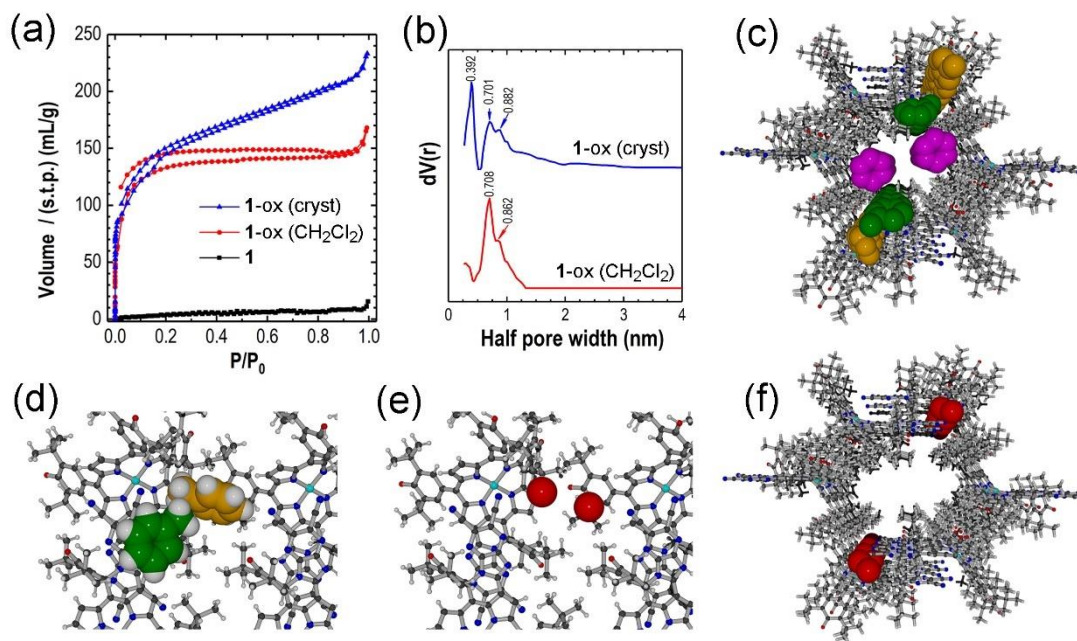 (a)
250
200
150
100
50
0
0.0 0.2 0.4 0.6 0.8 1.0
Volume / (s.t.p.) (mL/g)
P/P₀
1-ox (cryst)
1-ox (CH₂Cl₂)
1
(b)
0.392
0.701
0.882
1-ox (cryst)
0.708
0.862
1-ox (CH₂Cl₂)
dV(r)
0 1 2 3 4
Half pore width (nm)
(c)
(d)
(e)
(f)